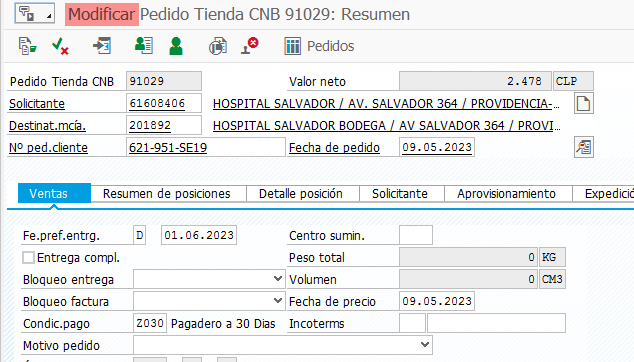 Modificar Pedido Tienda CNB 91029: Resumen
Pedidos
Pedido Tienda CNB 91029 Valor neto 2.478 CLP
Solicitante 61608406 HOSPITAL SALVADOR / AV. SALVADOR 364 / PROVIDENCIA-...
Destinat.mcía. 201892 HOSPITAL SALVADOR BODEGA / AV SALVADOR 364 / PROVI...
Nº ped.cliente 621-951-SE19 Fecha de pedido 09.05.2023
Ventas Resumen de posiciones Detalle posición Solicitante Aprovisionamiento Expedició
Fe.pref.entrg. D 01.06.2023 Centro sumin.
Entrega compl. Peso total 0 KG
Bloqueo entrega Volumen 0 CM3
Bloqueo factura Fecha de precio 09.05.2023
Condic.pago Z030 Pagadero a 30 Dias Incoterms
Motivo pedido